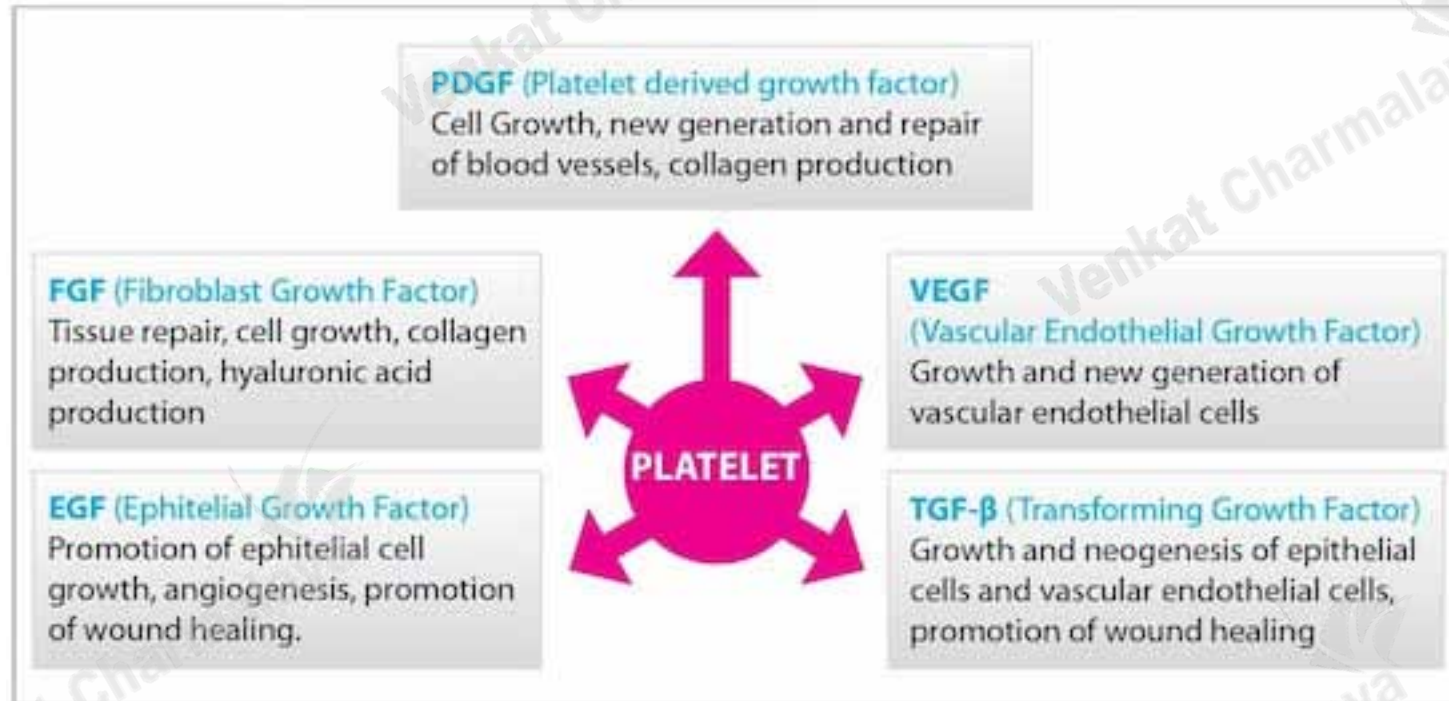 PDGF (Platelet derived growth factor)
Cell Growth, new generation and repair
of blood vessels, collagen production
FGF (Fibroblast Growth Factor)
Tissue repair, cell growth, collagen
production, hyaluronic acid
production
VEGF
(Vascular Endothelial Growth Factor)
Growth and new generation of
vascular endothelial cells
PLATELET
EGF (Ephitelial Growth Factor)
Promotion of ephitelial cell
growth, angiogenesis, promotion
of wound healing.
TGF-β (Transforming Growth Factor)
Growth and neogenesis of epithelial
cells and vascular endothelial cells,
promotion of wound healing
Venkat Charmala
Venkat